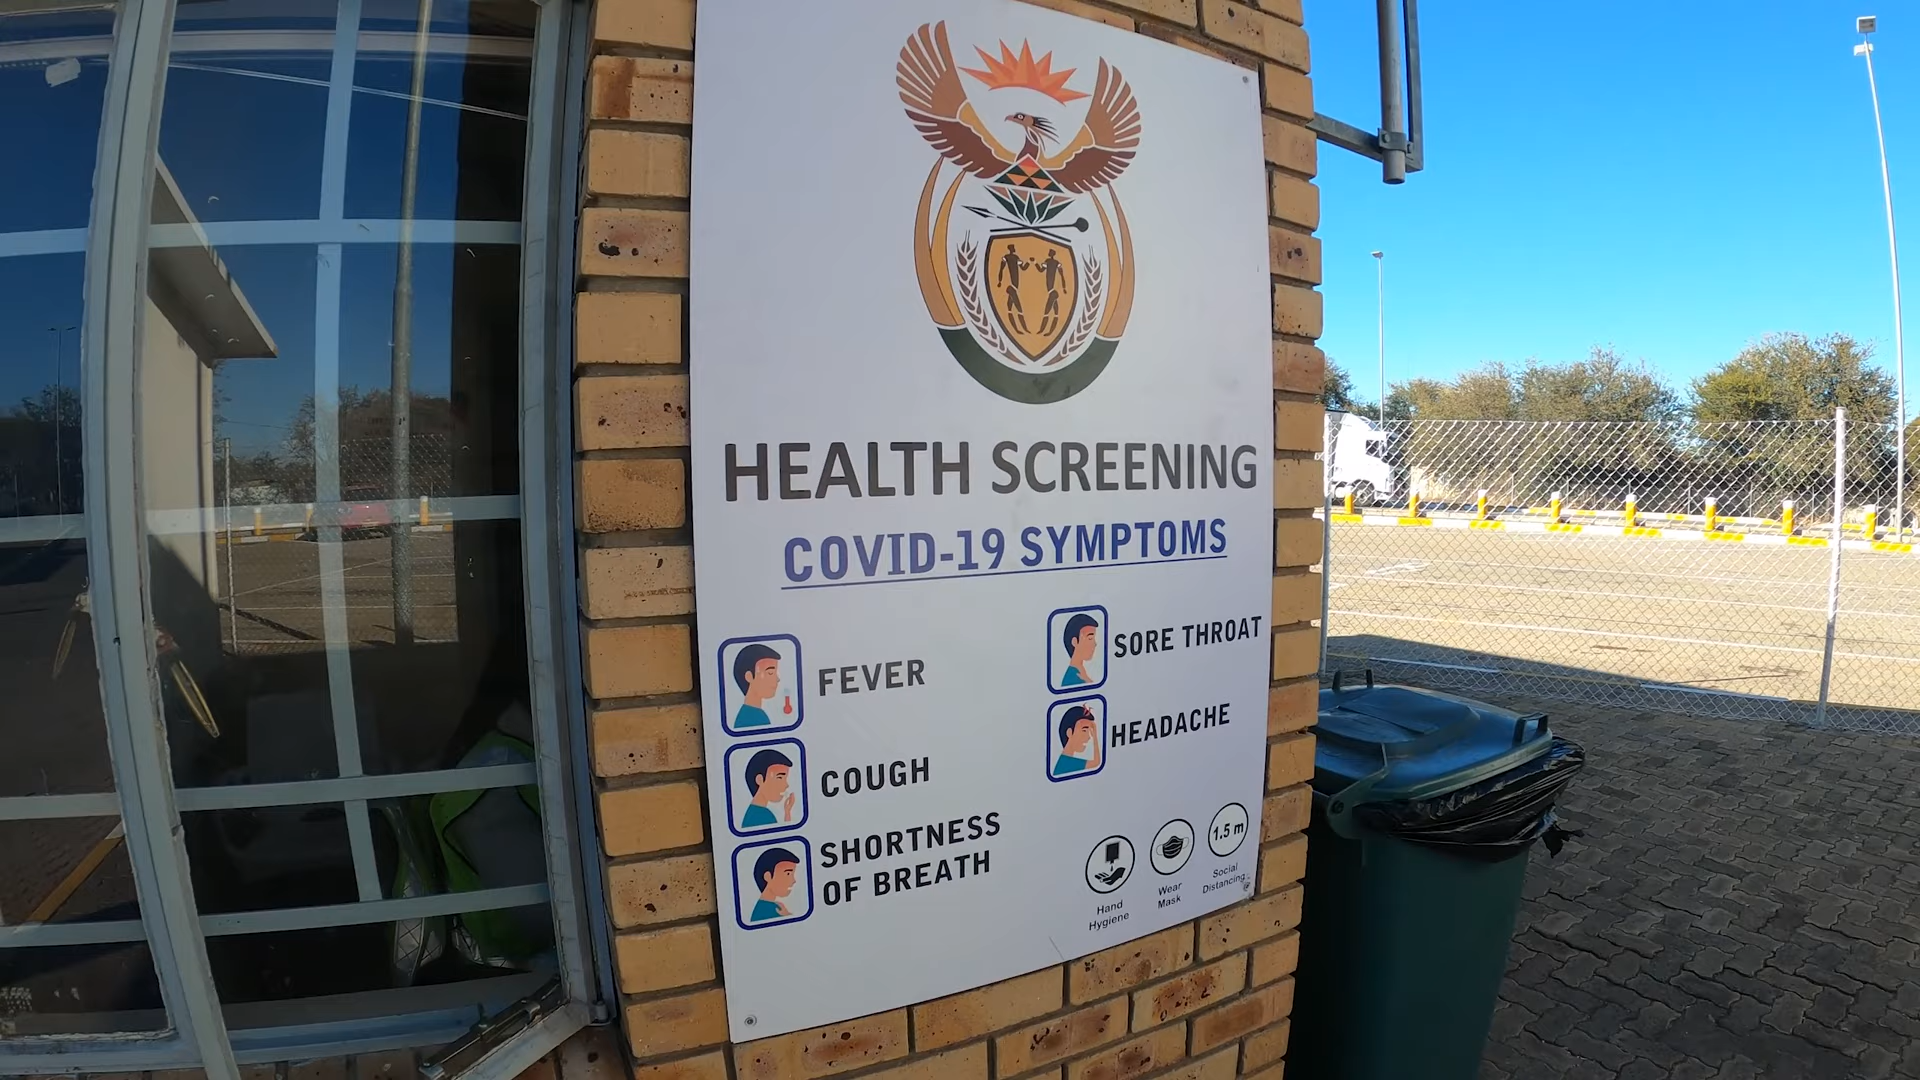 HEALTH SCREENING
COVID-19 SYMPTOMS
FEVER
COUGH
SHORTNESS
OF BREATH
SORE THROAT
HEADACHE
Hand
Hygiene
Wear
Mask
1.5 m
Social
Distancing